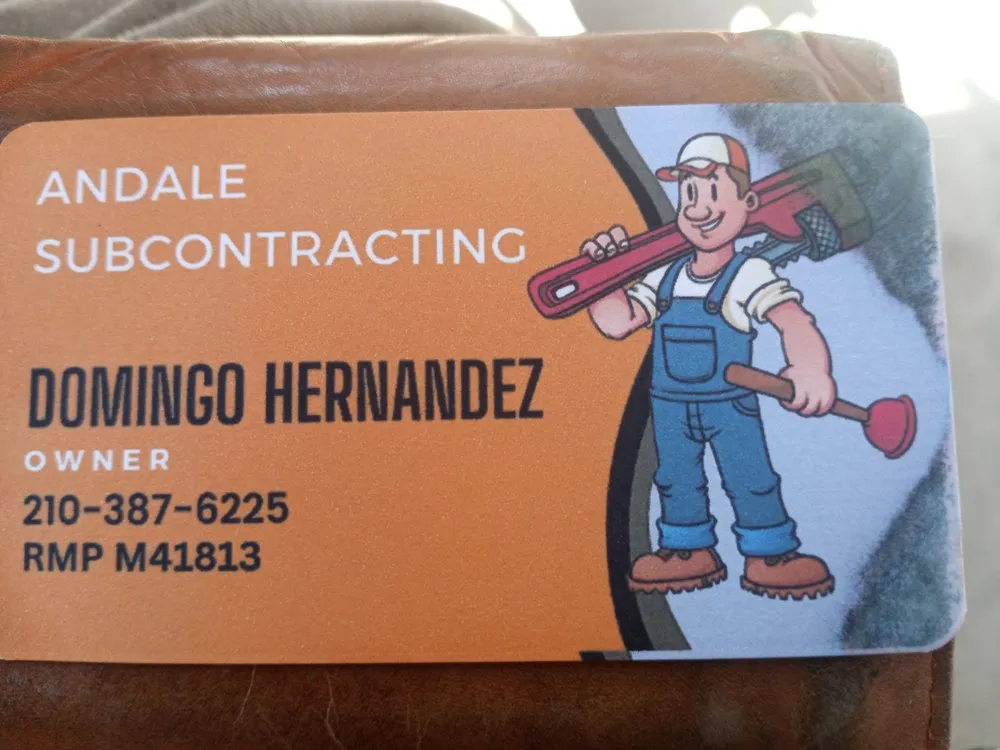 ANDALE
SUBCONTRACTING
DOMINGO HERNANDEZ
OWNER
210-387-6225
RMP M41813